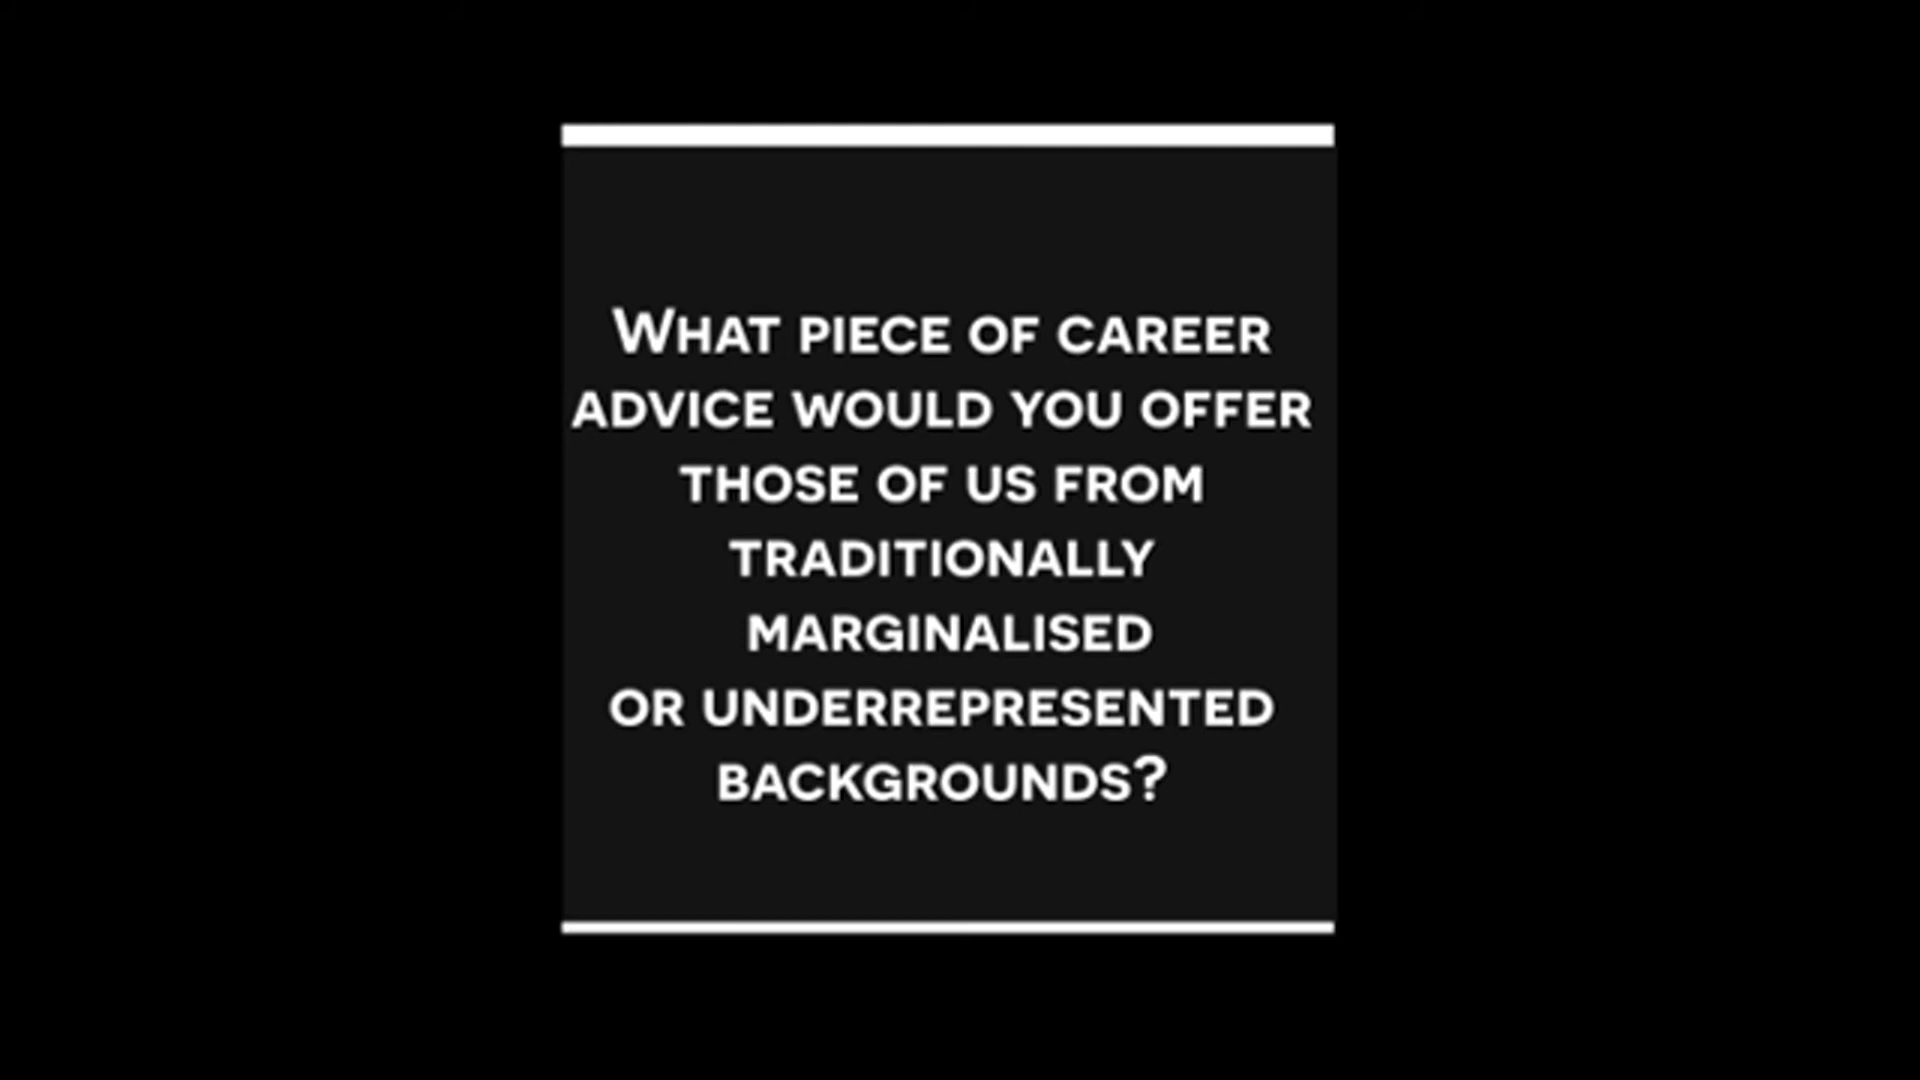 What piece of career
advice would you offer
those of us from
traditionally
marginalised
or underrepresented
backgrounds?